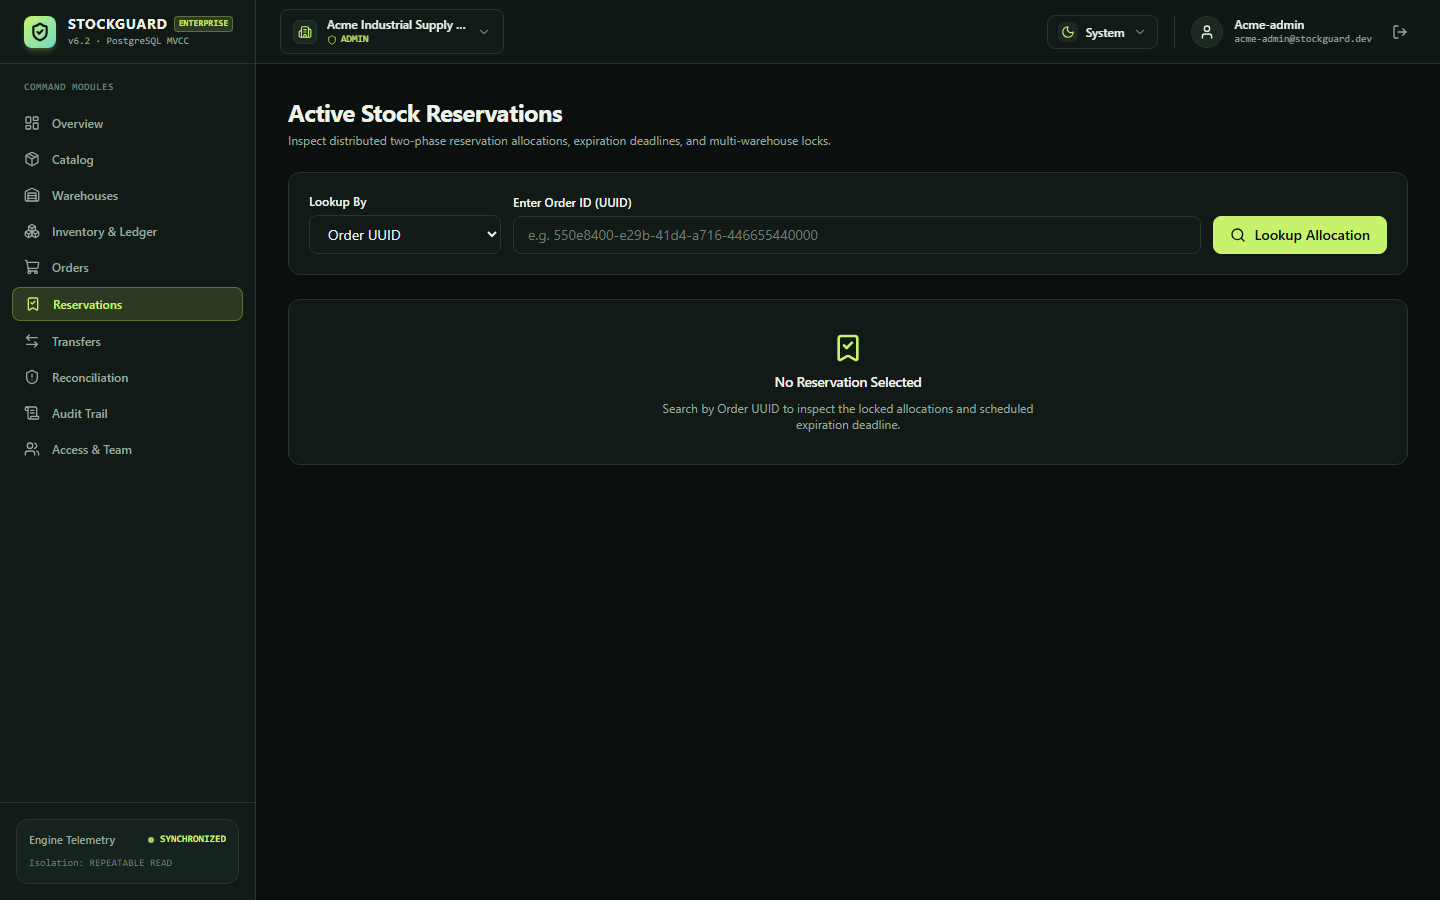 STOCKGUARD ENTERPRISE
v6.2 · PostgreSQL MVCC
Acme Industrial Supply ...
ADMIN
System
Acme-admin
acme-admin@stockguard.dev
COMMAND MODULES
Overview
Catalog
Warehouses
Inventory & Ledger
Orders
Reservations
Transfers
Reconciliation
Audit Trail
Access & Team
Engine Telemetry
SYNCHRONIZED
Isolation: REPEATABLE READ
Active Stock Reservations
Inspect distributed two-phase reservation allocations, expiration deadlines, and multi-warehouse locks.
Lookup By
Order UUID
Enter Order ID (UUID)
e.g. 550e8400-e29b-41d4-a716-446655440000
Lookup Allocation
No Reservation Selected
Search by Order UUID to inspect the locked allocations and scheduled
expiration deadline.